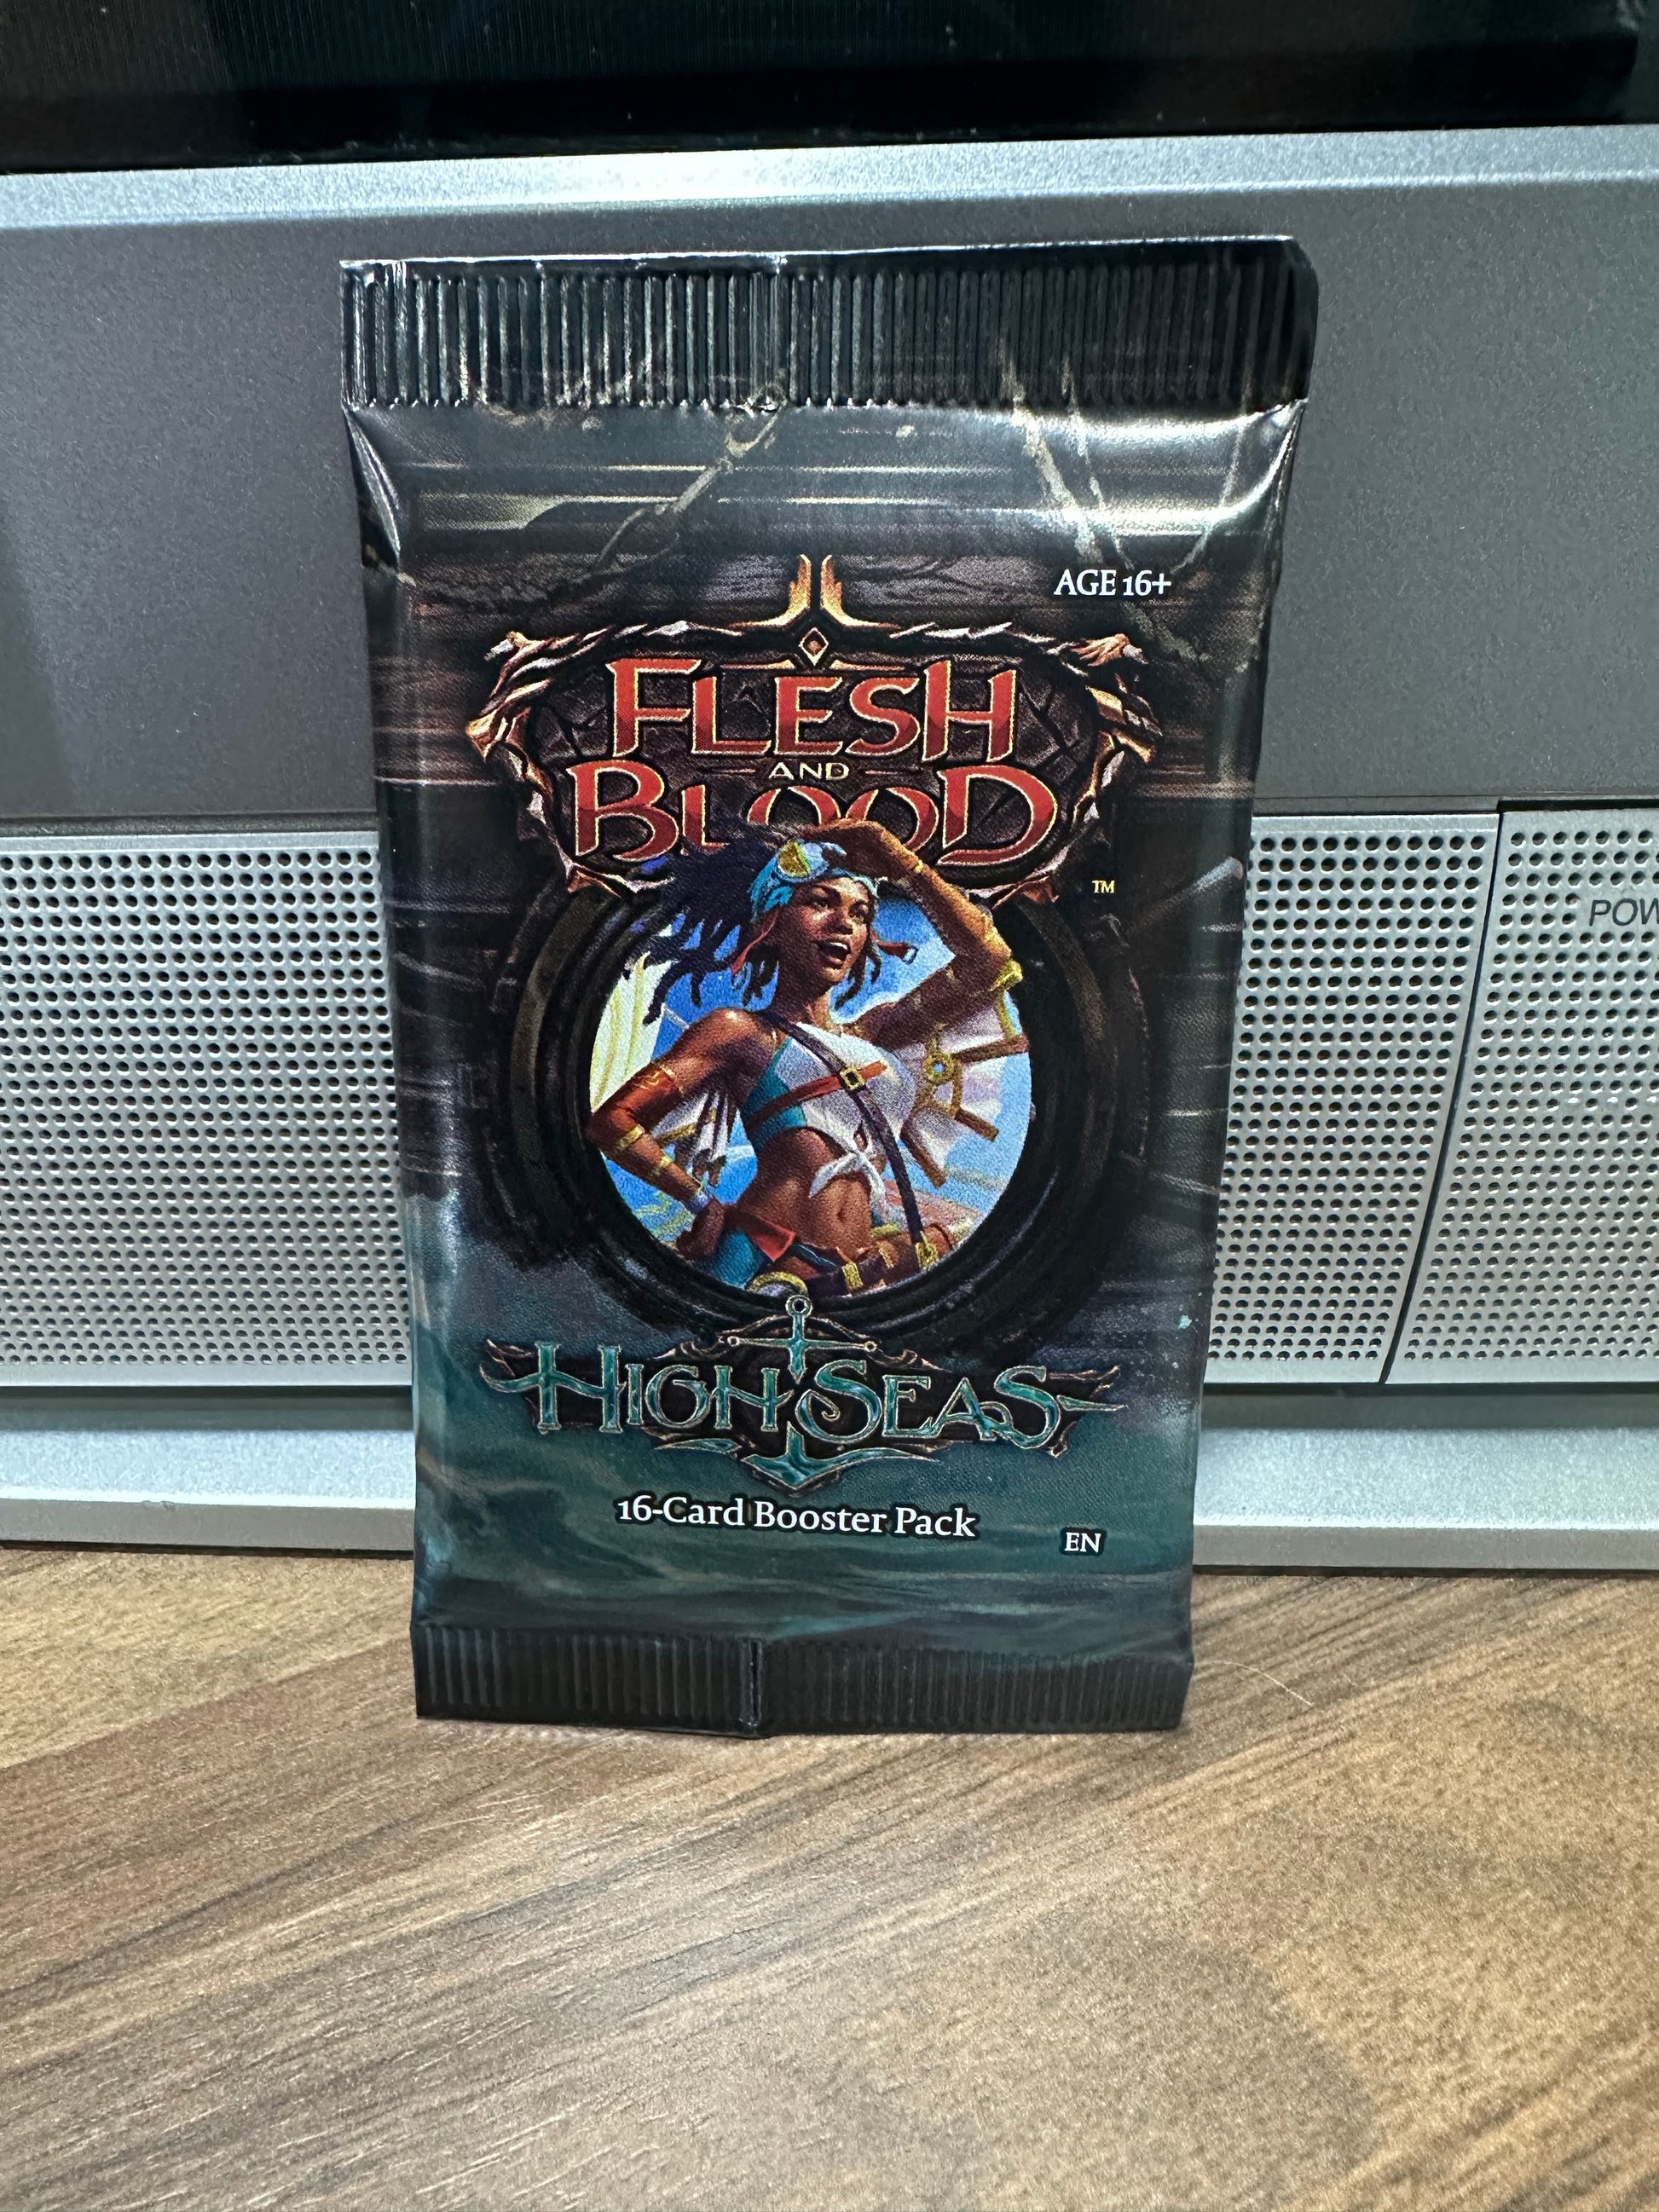 AGE 16+
FLESH
AND
BLOOD
TM
POW
HIGH SEAS
16-Card Booster Pack
EN